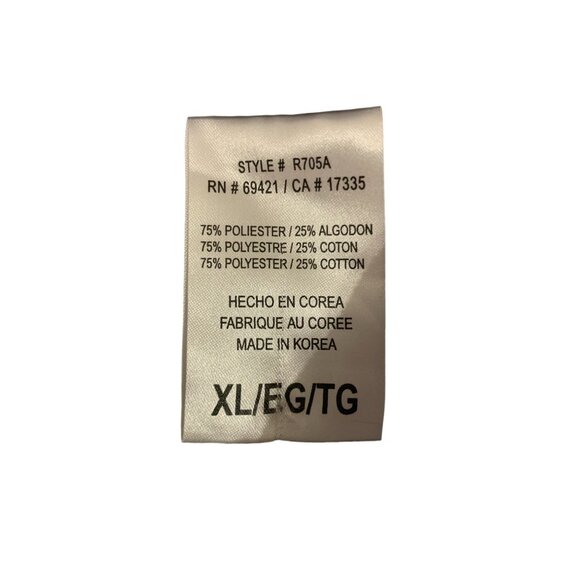 STYLE # R705A
RN # 69421 / CA # 17335
75% POLIESTER / 25% ALGODON
75% POLYESTRE / 25% COTON
75% POLYESTER / 25% COTTON
HECHO EN COREA
FABRIQUE AU COREE
MADE IN KOREA
XL/EG/TG